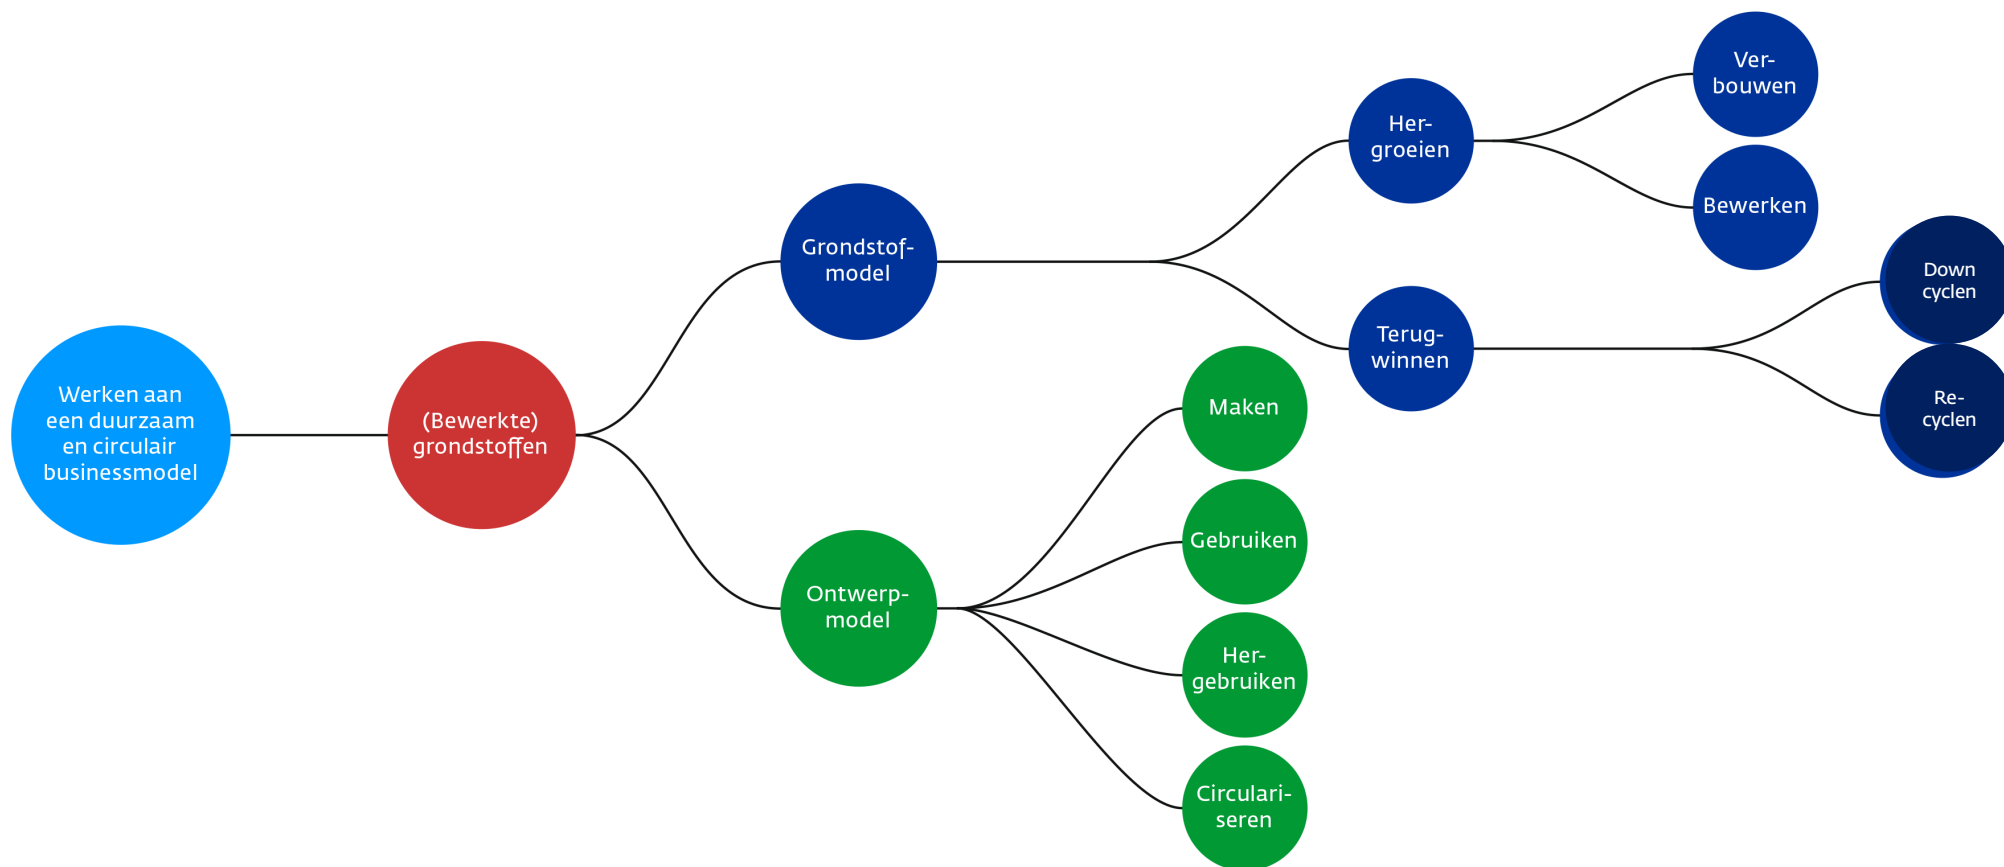 Werken aan
een duurzaam
en circulair
businessmodel
(Bewerkte)
grondstoffen
Grondstof-
model
Her-
groeien
Ver-
bouwen
Bewerken
Terug-
winnen
Down
cyclen
Re-
cyclen
Ontwerp-
model
Maken
Gebruiken
Her-
gebruiken
Circulari-
seren